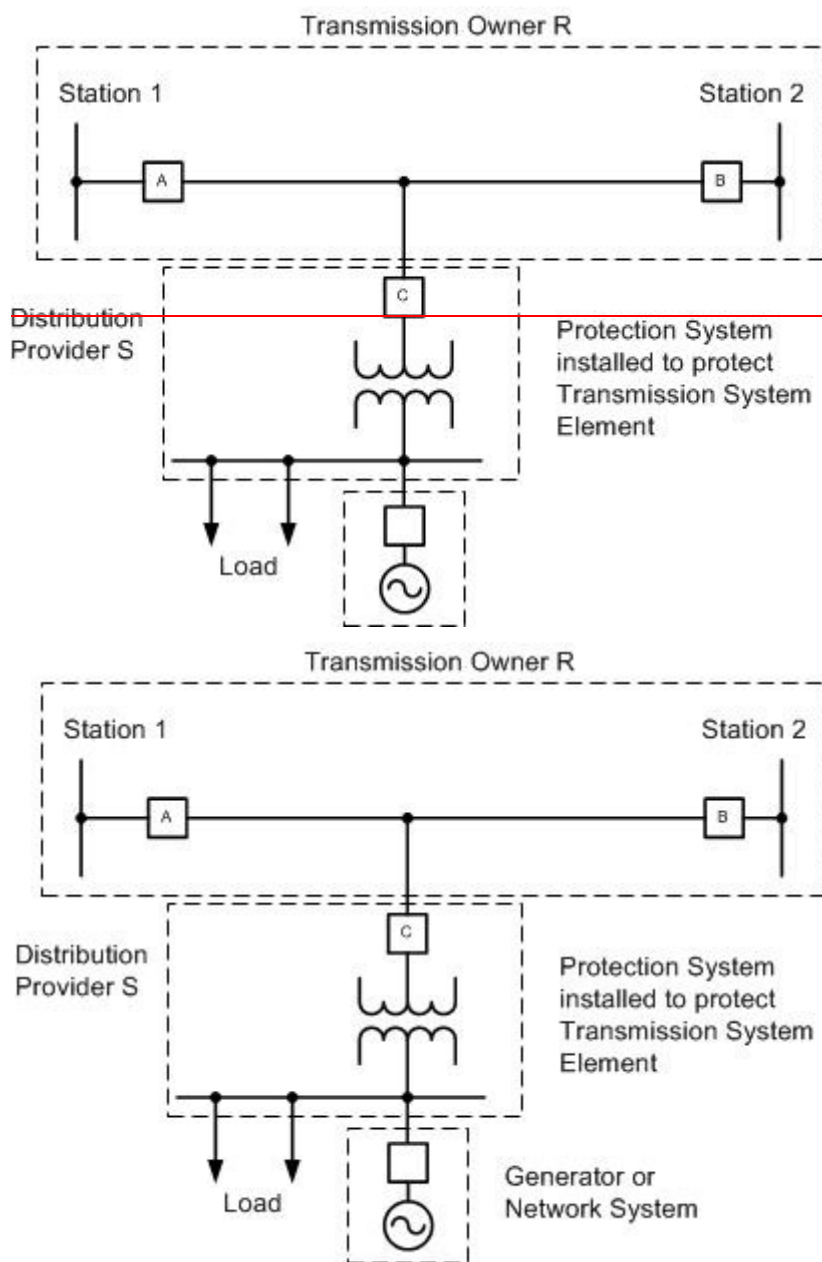 Transmission Owner R
Station 1
Station 2
A
B
C
Distribution
Provider S
Protection System
installed to protect
Transmission System
Element
Load
Transmission Owner R
Station 1
Station 2
A
B
C
Distribution
Provider S
Protection System
installed to protect
Transmission System
Element
Load
Generator or
Network System